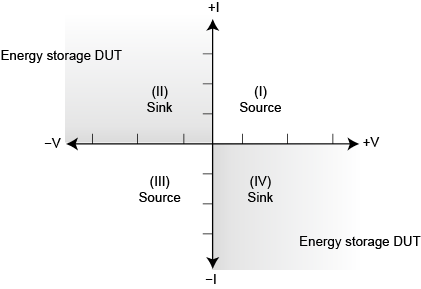 +I
Energy storage DUT
(II)
Sink
(I)
Source
−V
+V
(III)
Source
(IV)
Sink
Energy storage DUT
−I